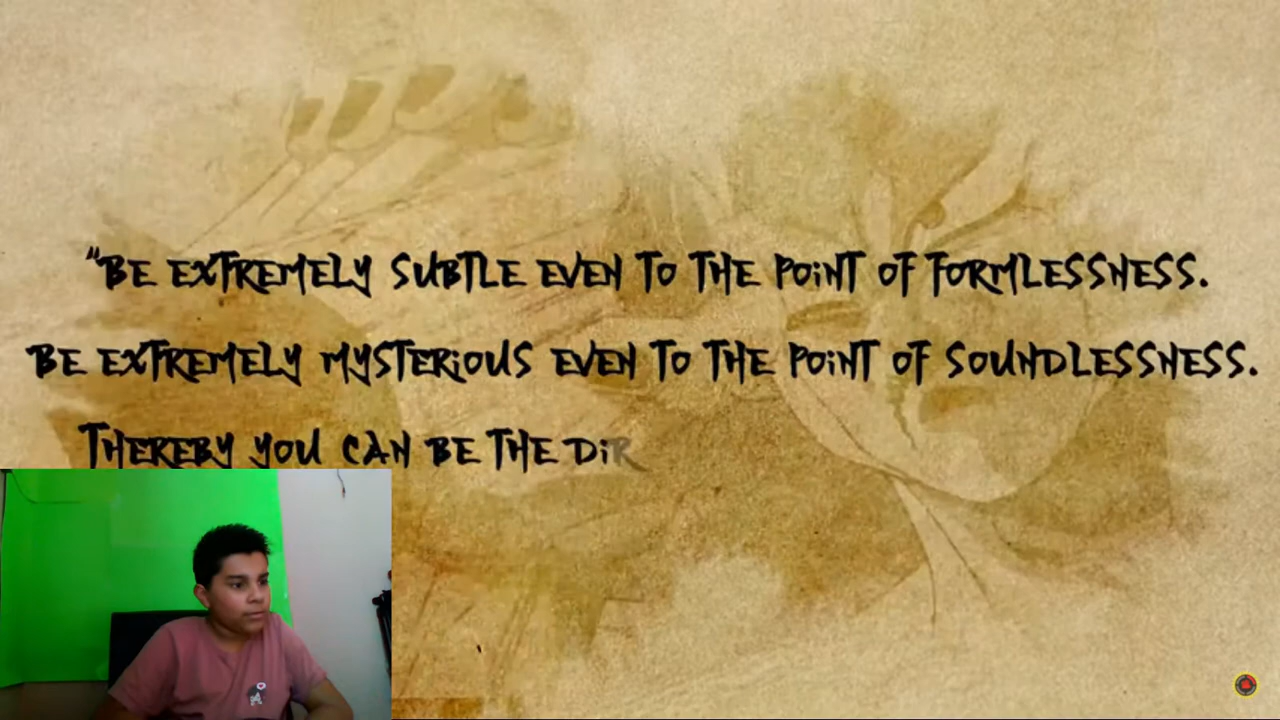 "BE EXTREMELY SUBTLE EVEN TO THE POINT OF FORMLESSNESS.
BE EXTREMELY MYSTERiOUS EVEN TO THE POiNT OF SOUNDLESSNESS.
THEREBY YOU CAN BE THE DiR